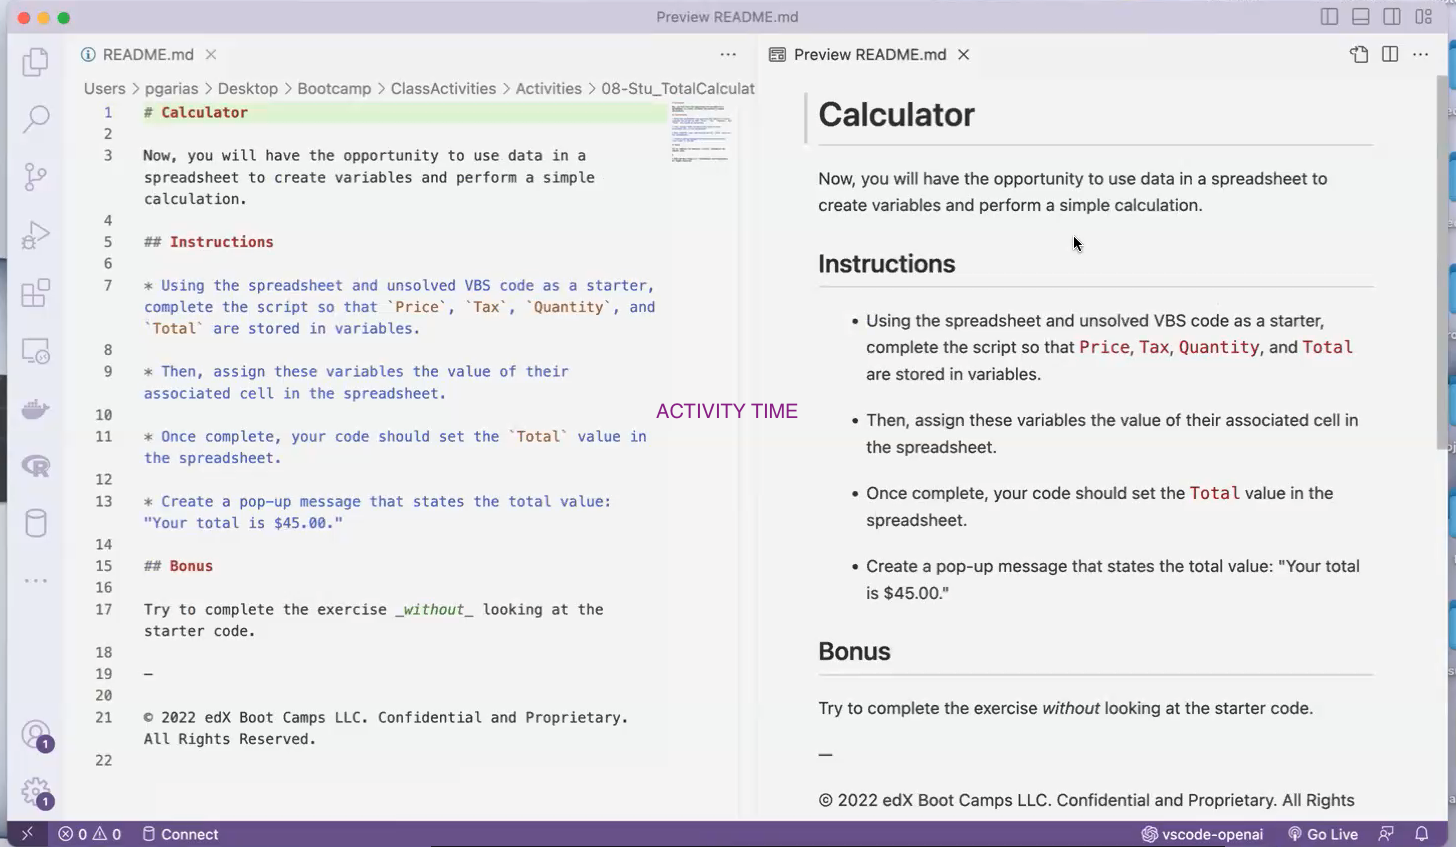 Preview README.md
README.md
Preview README.md
Users > pgarias > Desktop > Bootcamp > ClassActivities > Activities > 08-Stu_TotalCalculat
1 # Calculator
2
3 Now, you will have the opportunity to use data in a
spreadsheet to create variables and perform a simple
calculation.
4
5 ## Instructions
6
7 * Using the spreadsheet and unsolved VBS code as a starter,
complete the script so that `Price`, `Tax`, `Quantity`, and
`Total` are stored in variables.
8
9 * Then, assign these variables the value of their
associated cell in the spreadsheet.
10
11 * Once complete, your code should set the `Total` value in
the spreadsheet.
12
13 * Create a pop-up message that states the total value:
"Your total is $45.00."
14
15 ## Bonus
16
17 Try to complete the exercise _without_ looking at the
starter code.
18
19 —
20
21 © 2022 edX Boot Camps LLC. Confidential and Proprietary.
All Rights Reserved.
22
ACTIVITY TIME
Calculator
Now, you will have the opportunity to use data in a spreadsheet to
create variables and perform a simple calculation.
Instructions
• Using the spreadsheet and unsolved VBS code as a starter,
complete the script so that Price, Tax, Quantity, and Total
are stored in variables.
• Then, assign these variables the value of their associated cell in
the spreadsheet.
• Once complete, your code should set the Total value in the
spreadsheet.
• Create a pop-up message that states the total value: "Your total
is $45.00."
Bonus
Try to complete the exercise without looking at the starter code.
—
© 2022 edX Boot Camps LLC. Confidential and Proprietary. All Rights
1
1
0 0 Connect
vscode-openai Go Live